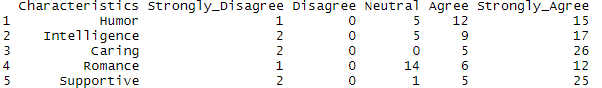 Characteristics Strongly_Disagree Disagree Neutral Agree Strongly_Agree
1 Humor 1 0 5 12 15
2 Intelligence 2 0 5 9 17
3 Caring 2 0 0 5 26
4 Romance 1 0 14 6 12
5 Supportive 2 0 1 5 25